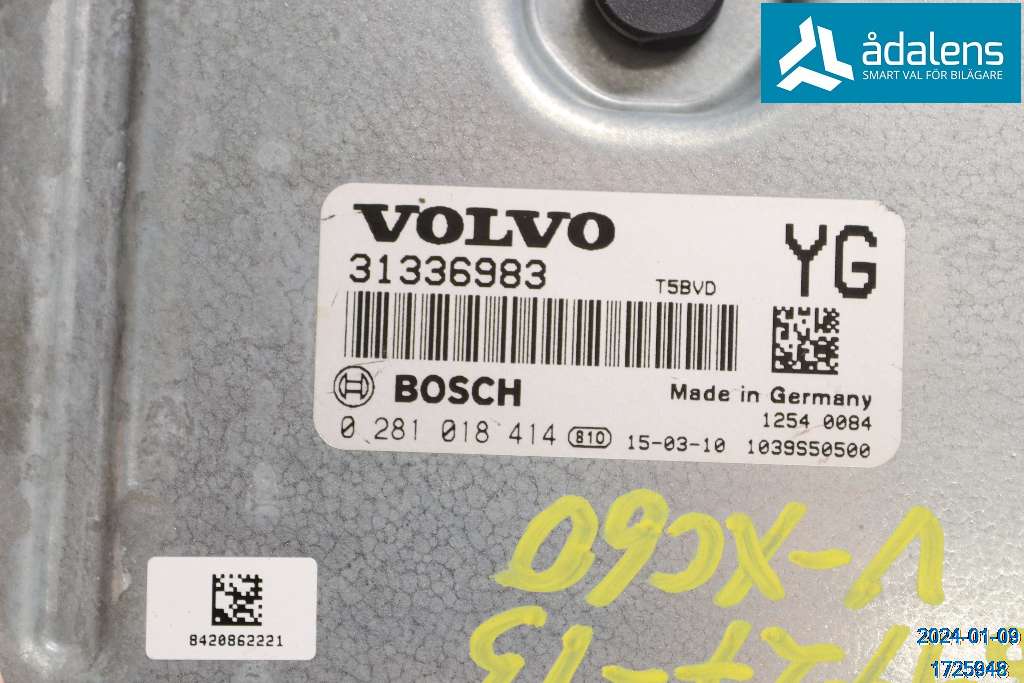 ådalens
SMART VAL FÖR BILÄGARE
VOLVO
31336983
T5BVD
YG
BOSCH
Made in Germany
1254 0084
0 281 018 414 810 15-03-10 1039S50500
V-XC60
8420862221
2024-01-09
1725948